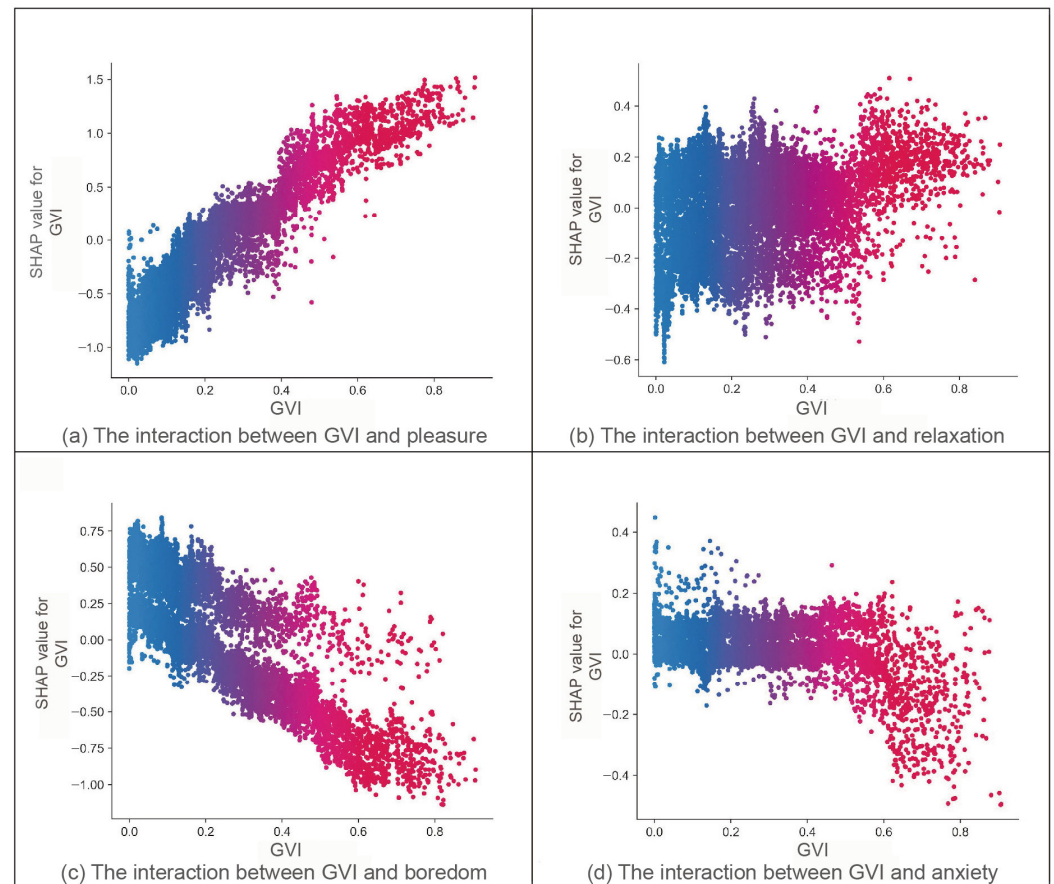 1.5
1.0
0.5
0.0
−0.5
−1.0
SHAP value for
GVI
0.0 0.2 0.4 0.6 0.8
GVI
(a) The interaction between GVI and pleasure
0.4
0.2
0.0
−0.2
−0.4
−0.6
SHAP value for
GVI
0.0 0.2 0.4 0.6 0.8
GVI
(b) The interaction between GVI and relaxation
0.75
0.50
0.25
0.00
−0.25
−0.50
−0.75
−1.00
SHAP value for
GVI
0.0 0.2 0.4 0.6 0.8
GVI
(c) The interaction between GVI and boredom
0.4
0.2
0.0
−0.2
−0.4
SHAP value for
GVI
0.0 0.2 0.4 0.6 0.8
GVI
(d) The interaction between GVI and anxiety